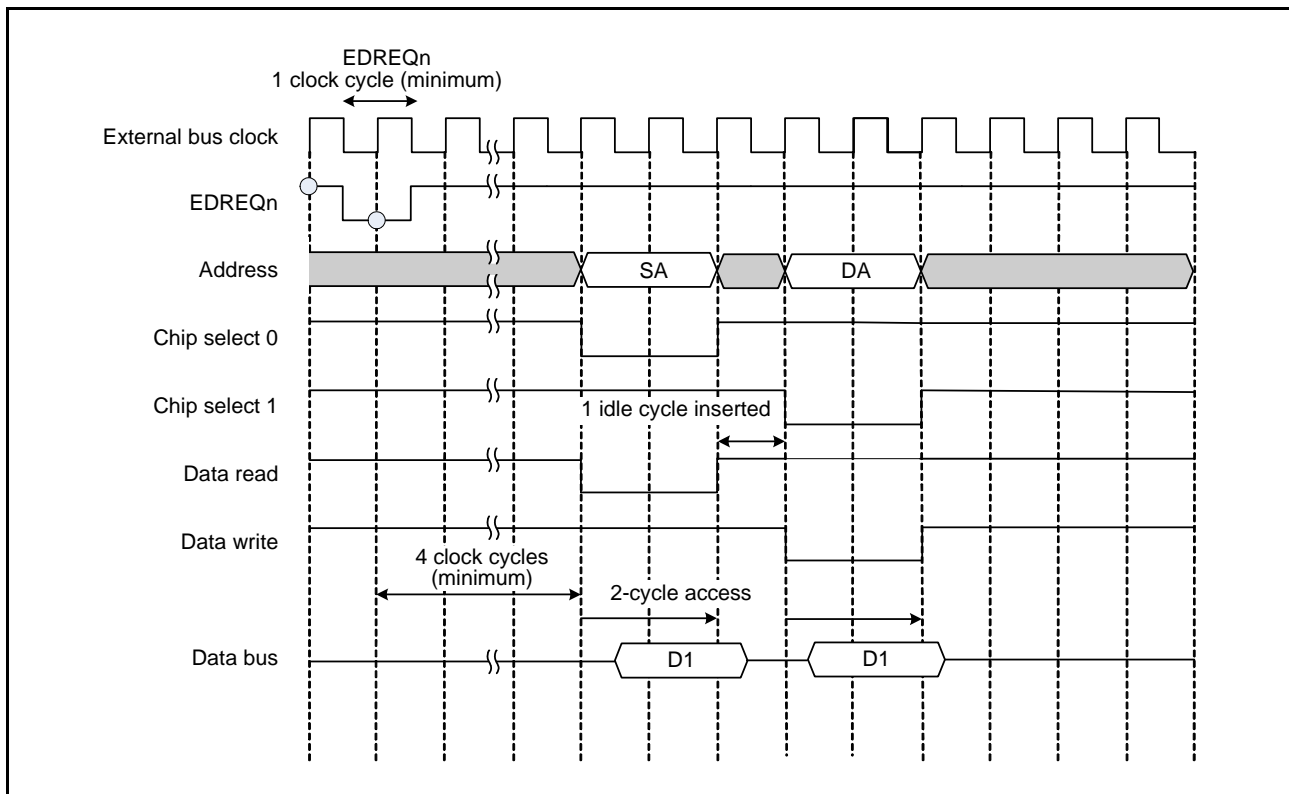 EDREQn
1 clock cycle (minimum)
External bus clock
EDREQn
Address
SA
DA
Chip select 0
Chip select 1
1 idle cycle inserted
Data read
Data write
4 clock cycles
(minimum)
2-cycle access
Data bus
D1
D1